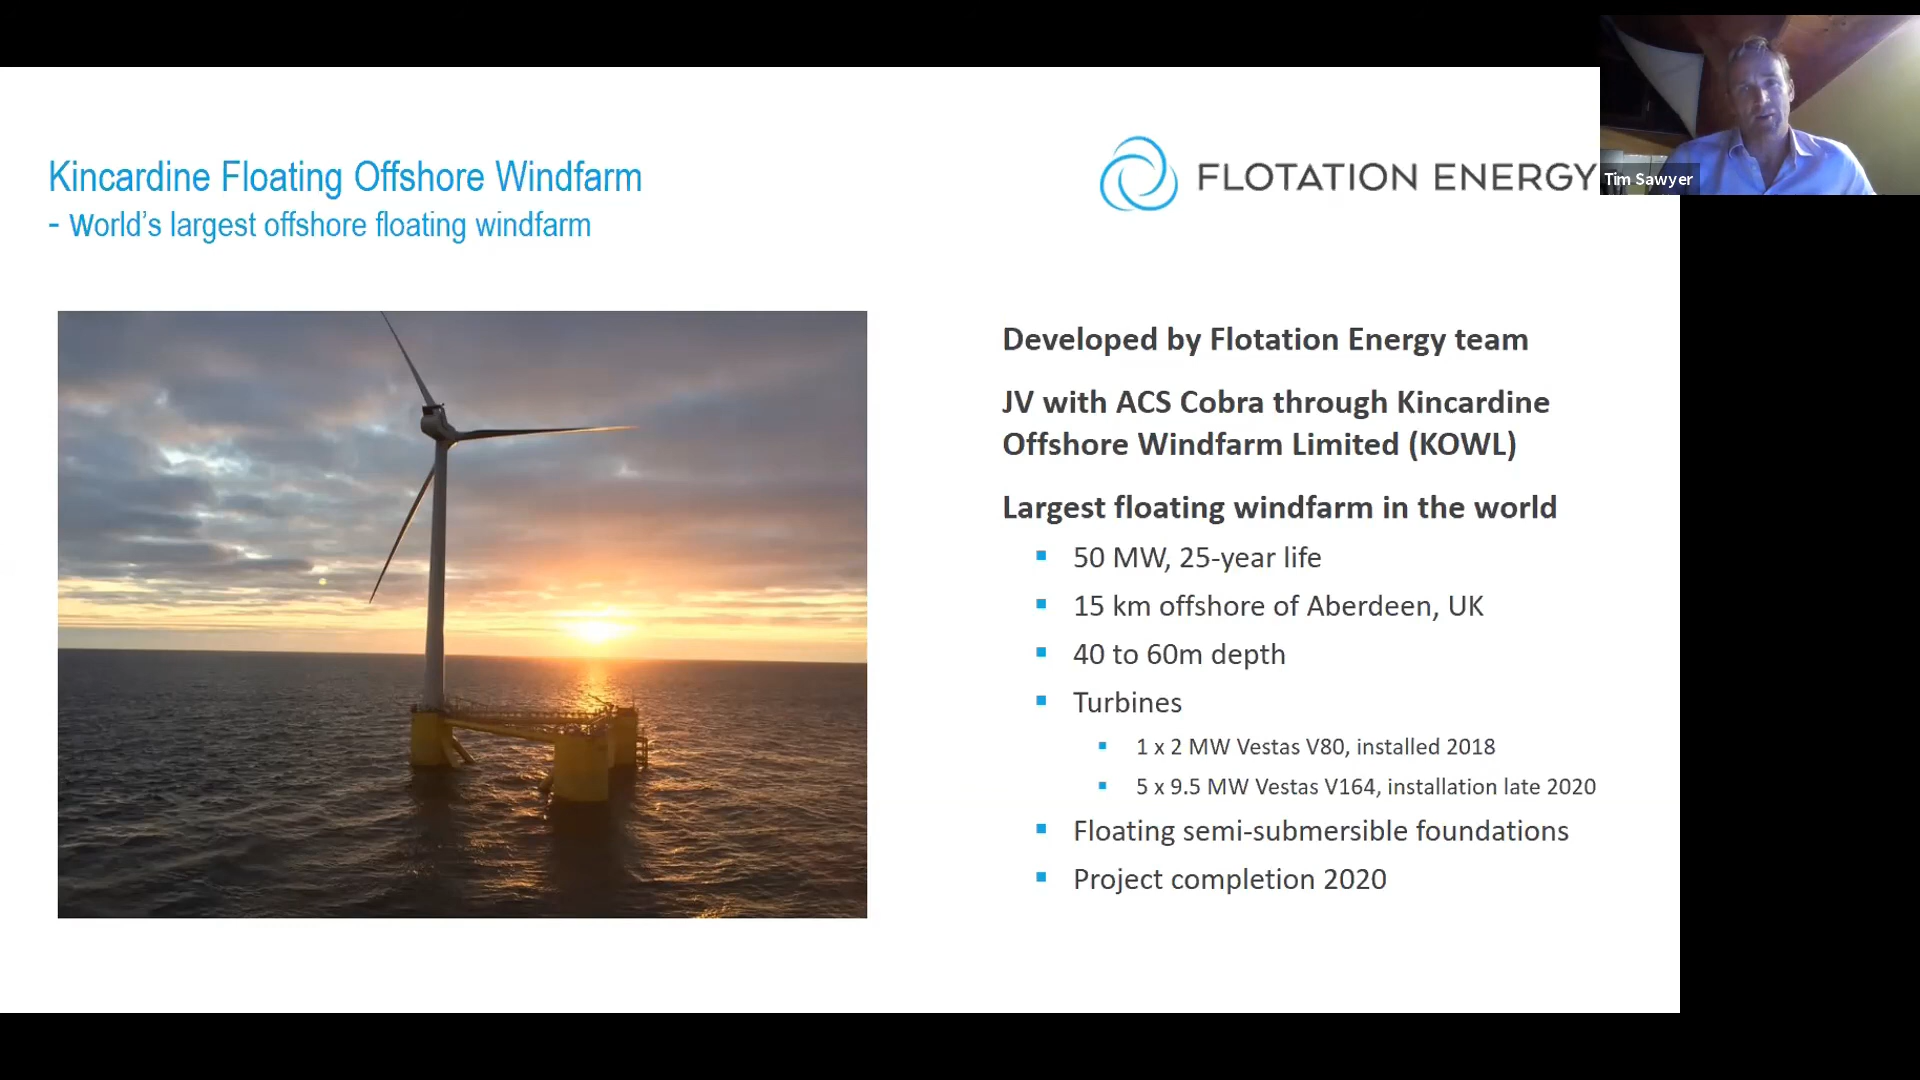 Kincardine Floating Offshore Windfarm
- World's largest offshore floating windfarm
FLOTATION ENERGY
Tim Sawyer
Developed by Flotation Energy team
JV with ACS Cobra through Kincardine
Offshore Windfarm Limited (KOWL)
Largest floating windfarm in the world
50 MW, 25-year life
15 km offshore of Aberdeen, UK
40 to 60m depth
Turbines
1 x 2 MW Vestas V80, installed 2018
5 x 9.5 MW Vestas V164, installation late 2020
Floating semi-submersible foundations
Project completion 2020